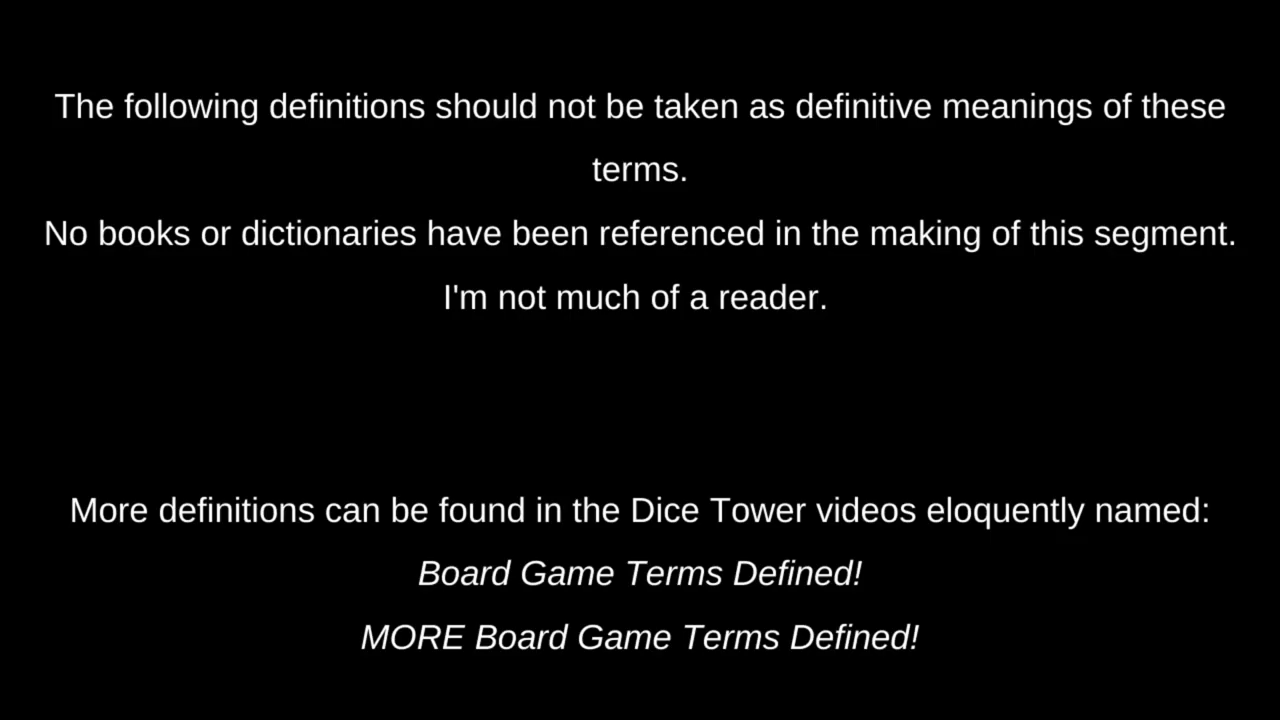 The following definitions should not be taken as definitive meanings of these
terms.
No books or dictionaries have been referenced in the making of this segment.
I'm not much of a reader.
More definitions can be found in the Dice Tower videos eloquently named:
Board Game Terms Defined!
MORE Board Game Terms Defined!